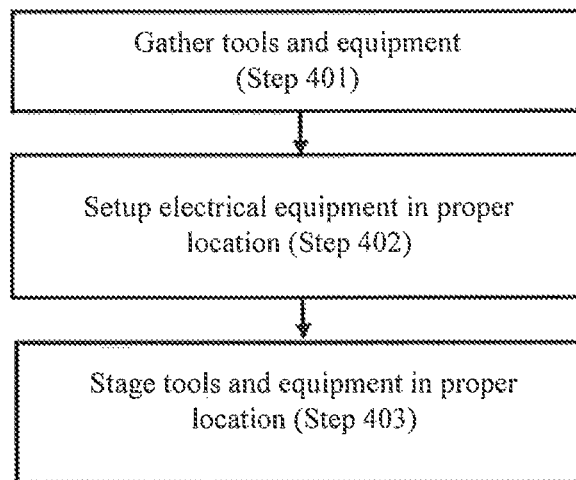 Gather tools and equipment
(Step 401)
Setup electrical equipment in proper
location (Step 402)
Stage tools and equipment in proper
location (Step 403)